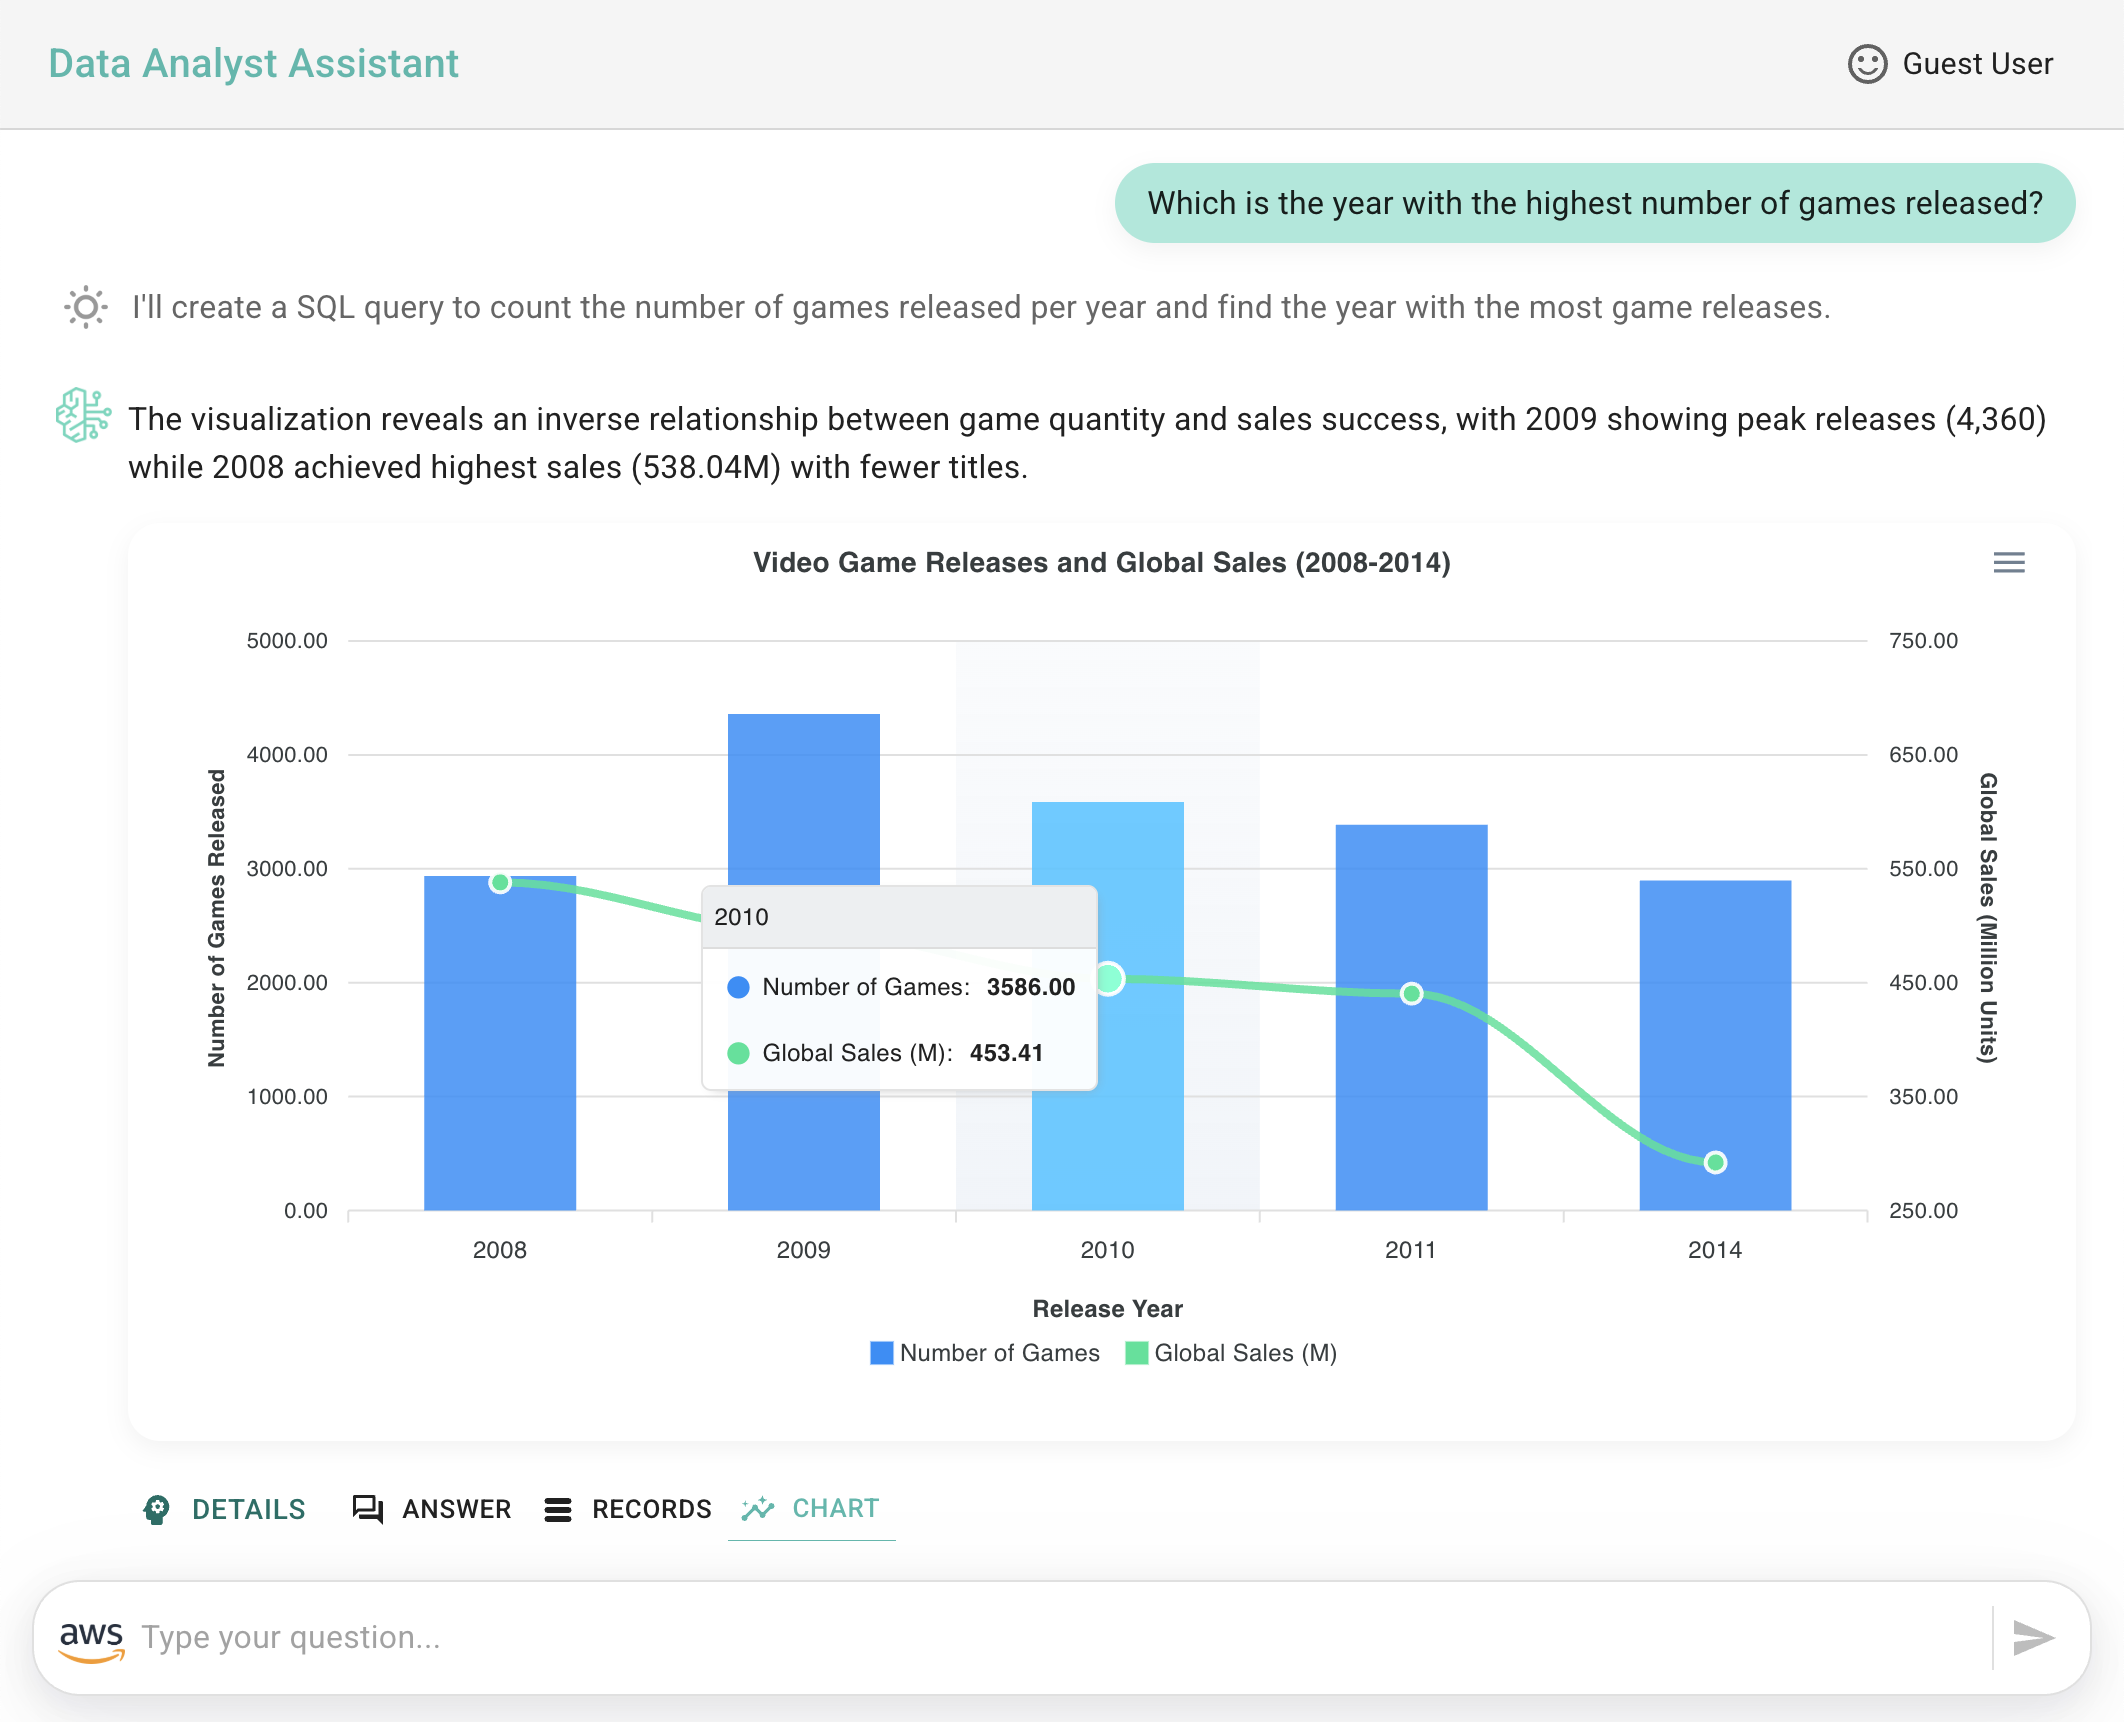 Data Analyst Assistant
Guest User
Which is the year with the highest number of games released?
I'll create a SQL query to count the number of games released per year and find the year with the most game releases.
The visualization reveals an inverse relationship between game quantity and sales success, with 2009 showing peak releases (4,360)
while 2008 achieved highest sales (538.04M) with fewer titles.
Video Game Releases and Global Sales (2008-2014)
Number of Games Released
5000.00
4000.00
3000.00
2000.00
1000.00
0.00
750.00
650.00
550.00
450.00
350.00
250.00
Global Sales (Million Units)
2010
Number of Games: 3586.00
Global Sales (M): 453.41
2008 2009 2010 2011 2014
Release Year
Number of Games Global Sales (M)
DETAILS ANSWER RECORDS CHART
aws Type your question...